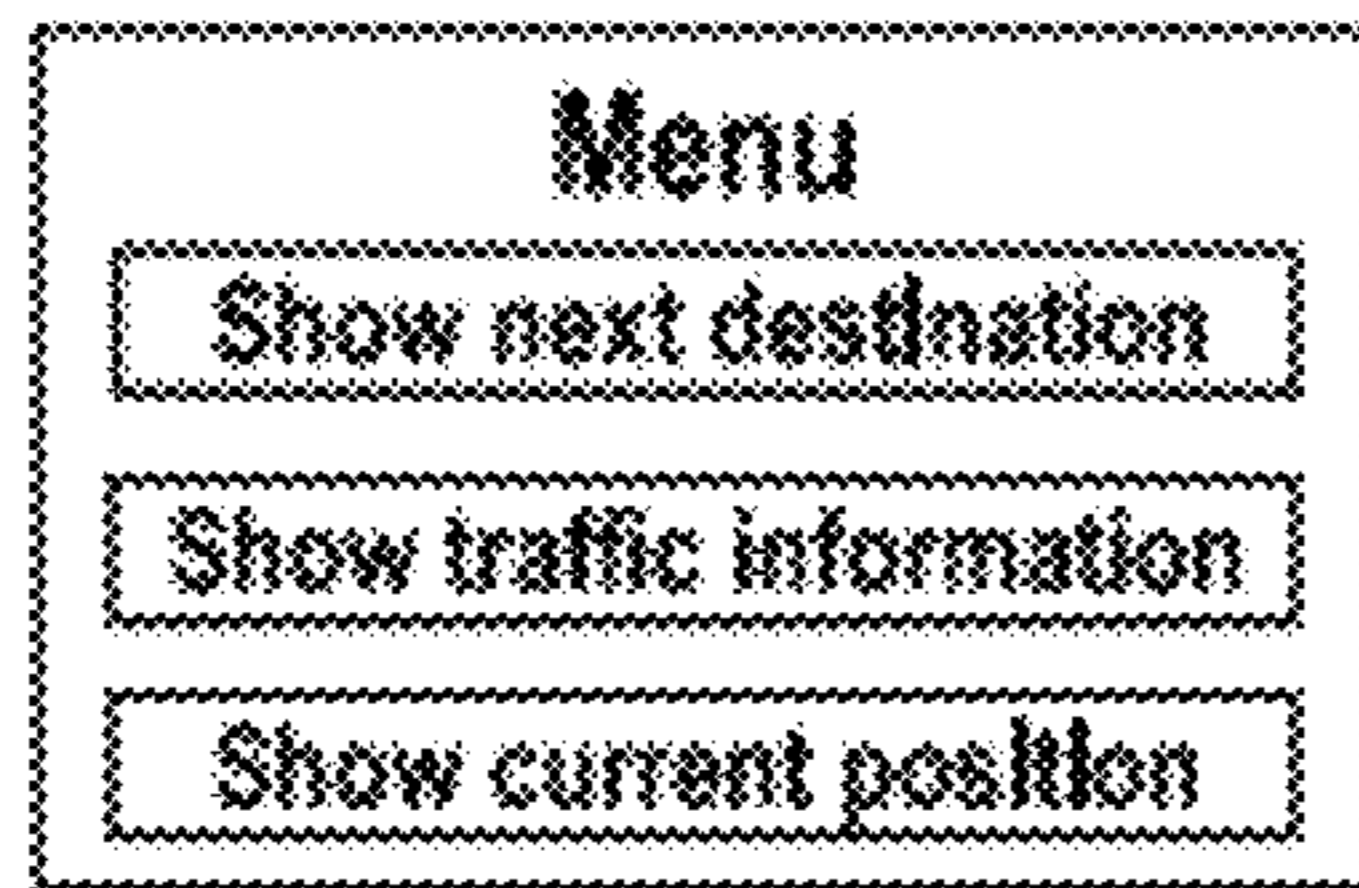 Menu
Show next destination
Show traffic information
Show current position